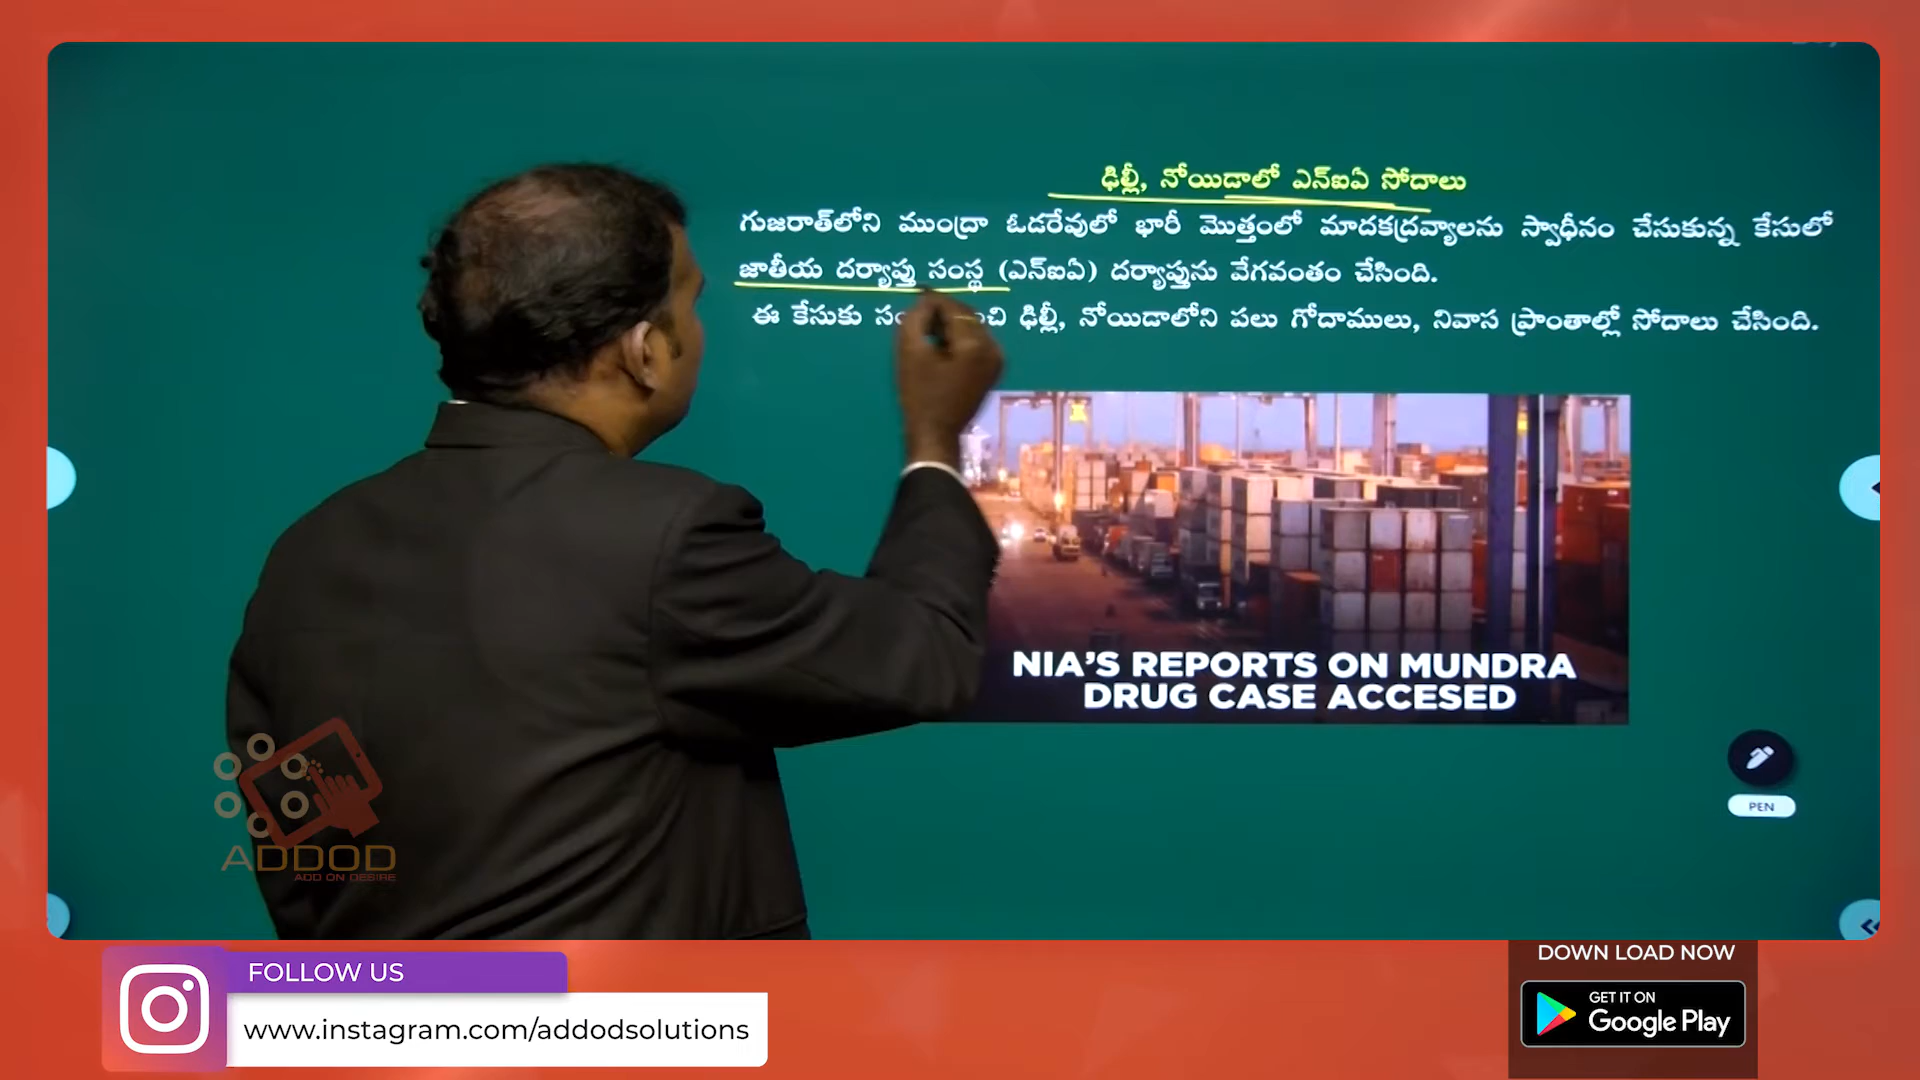 ఢిల్లీ, నోయిడాలో ఎన్ఐఏ సోదాలు
గుజరాత్‌లోని ముంద్రా ఓడరేవులో భారీ మొత్తంలో మాదకద్రవ్యాలను స్వాధీనం చేసుకున్న కేసులో
జాతీయ దర్యాప్తు సంస్థ (ఎన్ఐఏ) దర్యాప్తును వేగవంతం చేసింది.
ఈ కేసుకు ఢిల్లీ, నోయిడాలోని పలు గోదాములు, నివాస ప్రాంతాల్లో సోదాలు చేసింది.
NIA'S REPORTS ON MUNDRA
DRUG CASE ACCESED
PEN
ADDOD
ADD ON DESIRE
FOLLOW US
www.instagram.com/addodsolutions
DOWN LOAD NOW
GET IT ON
Google Play